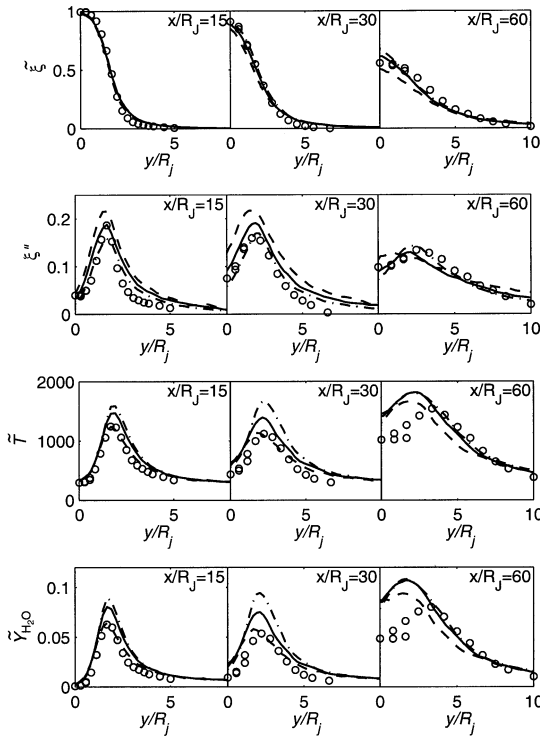 x/R_J=15 x/R_J=30 x/R_J=60
1
0.5
0
ξ̃
0 5 0 5 0 5 10
y/R_j y/R_j y/R_j
x/R_J=15 x/R_J=30 x/R_J=60
0.2
0.1
0
ξ″
0 5 0 5 0 5 10
y/R_j y/R_j y/R_j
2000 x/R_J=15 x/R_J=30 x/R_J=60
1000
0
T̃
0 5 0 5 0 5 10
y/R_j y/R_j y/R_j
x/R_J=15 x/R_J=30 x/R_J=60
0.1
0.05
0
Ỹ_H₂O
0 5 0 5 0 5 10
y/R_j y/R_j y/R_j